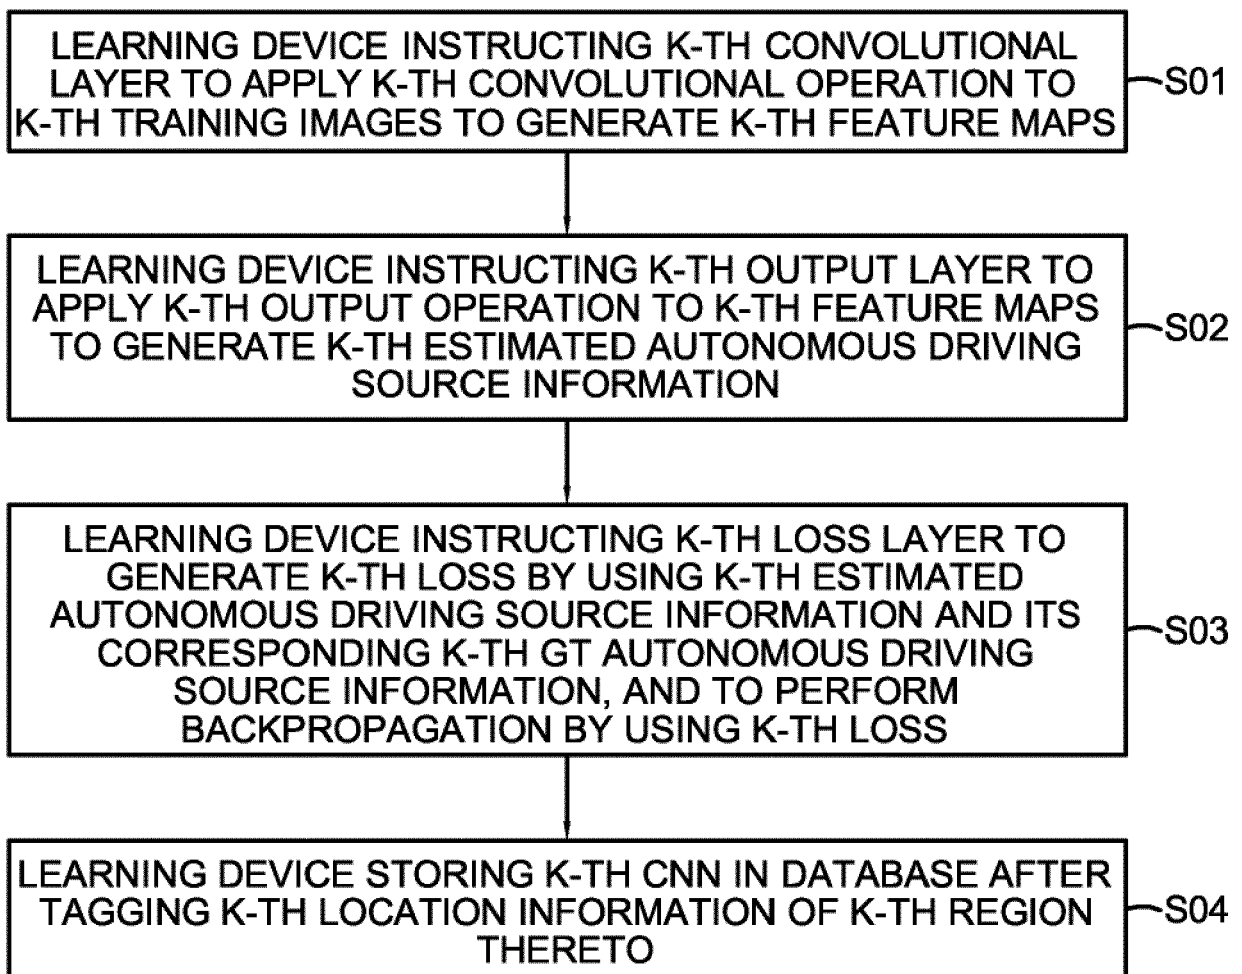 LEARNING DEVICE INSTRUCTING K-TH CONVOLUTIONAL
LAYER TO APPLY K-TH CONVOLUTIONAL OPERATION TO
K-TH TRAINING IMAGES TO GENERATE K-TH FEATURE MAPS
S01
LEARNING DEVICE INSTRUCTING K-TH OUTPUT LAYER TO
APPLY K-TH OUTPUT OPERATION TO K-TH FEATURE MAPS
TO GENERATE K-TH ESTIMATED AUTONOMOUS DRIVING
SOURCE INFORMATION
S02
LEARNING DEVICE INSTRUCTING K-TH LOSS LAYER TO
GENERATE K-TH LOSS BY USING K-TH ESTIMATED
AUTONOMOUS DRIVING SOURCE INFORMATION AND ITS
CORRESPONDING K-TH GT AUTONOMOUS DRIVING
SOURCE INFORMATION, AND TO PERFORM
BACKPROPAGATION BY USING K-TH LOSS
S03
LEARNING DEVICE STORING K-TH CNN IN DATABASE AFTER
TAGGING K-TH LOCATION INFORMATION OF K-TH REGION
THERETO
S04